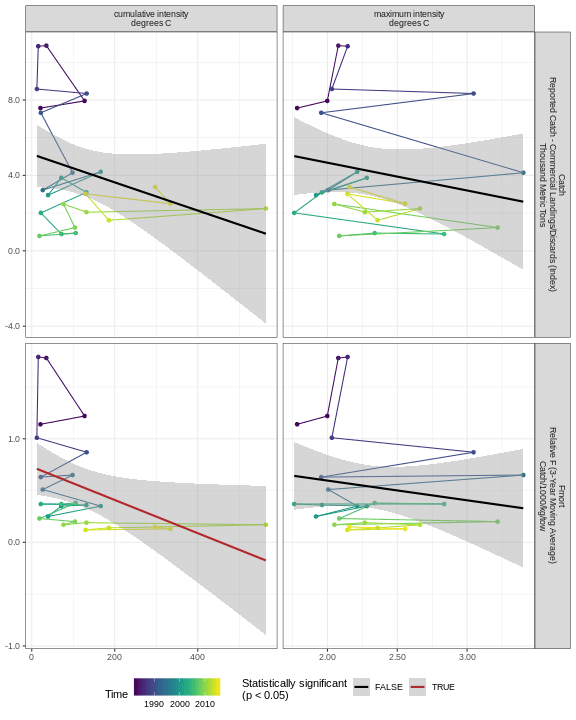 cumulative intensity
degrees C
maximum intensity
degrees C
8.0
4.0
0.0
-4.0
Catch
Reported Catch - Commercial Landings/Discards (Index)
Thousand Metric Tons
1.0
0.0
-1.0
Fmort
Relative F (3-Year Moving Average)
Catch/1000/kg/tow
0
200
400
2.00
2.50
3.00
Time
1990
2000
2010
Statistically significant
(p < 0.05)
FALSE
TRUE